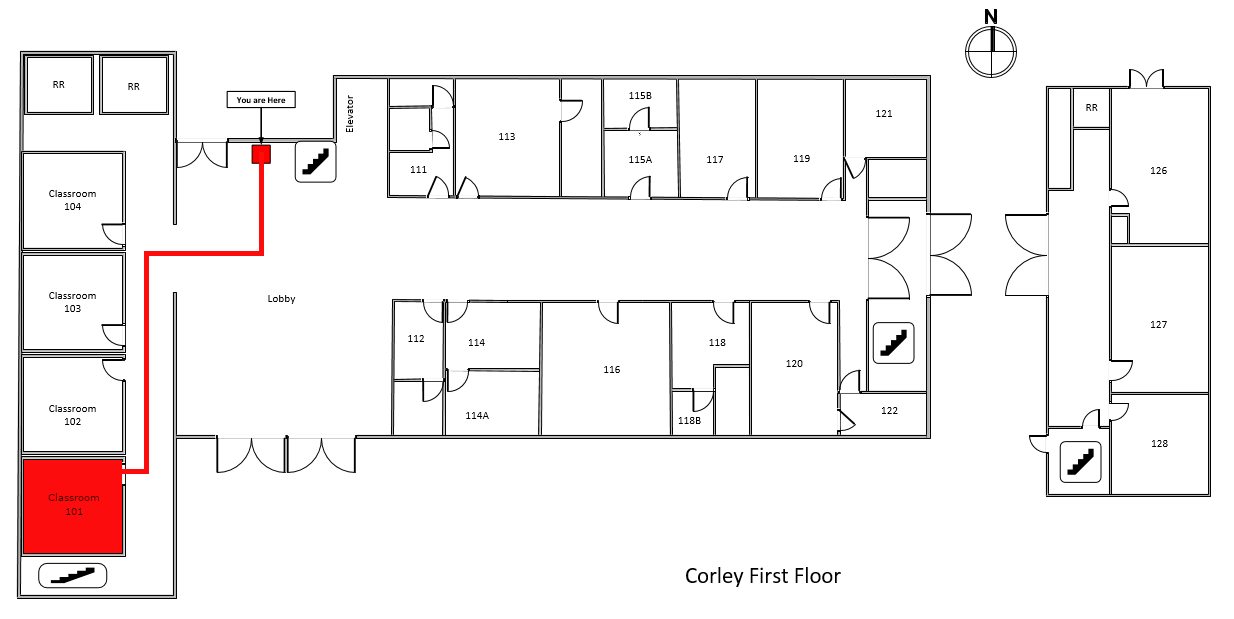 N
RR
RR
You are Here
Elevator
115B
121
RR
113
111
115A
117
119
126
Classroom
104
Classroom
103
Lobby
112
114
116
118
120
127
Classroom
102
114A
118B
122
128
Classroom
101
Corley First Floor